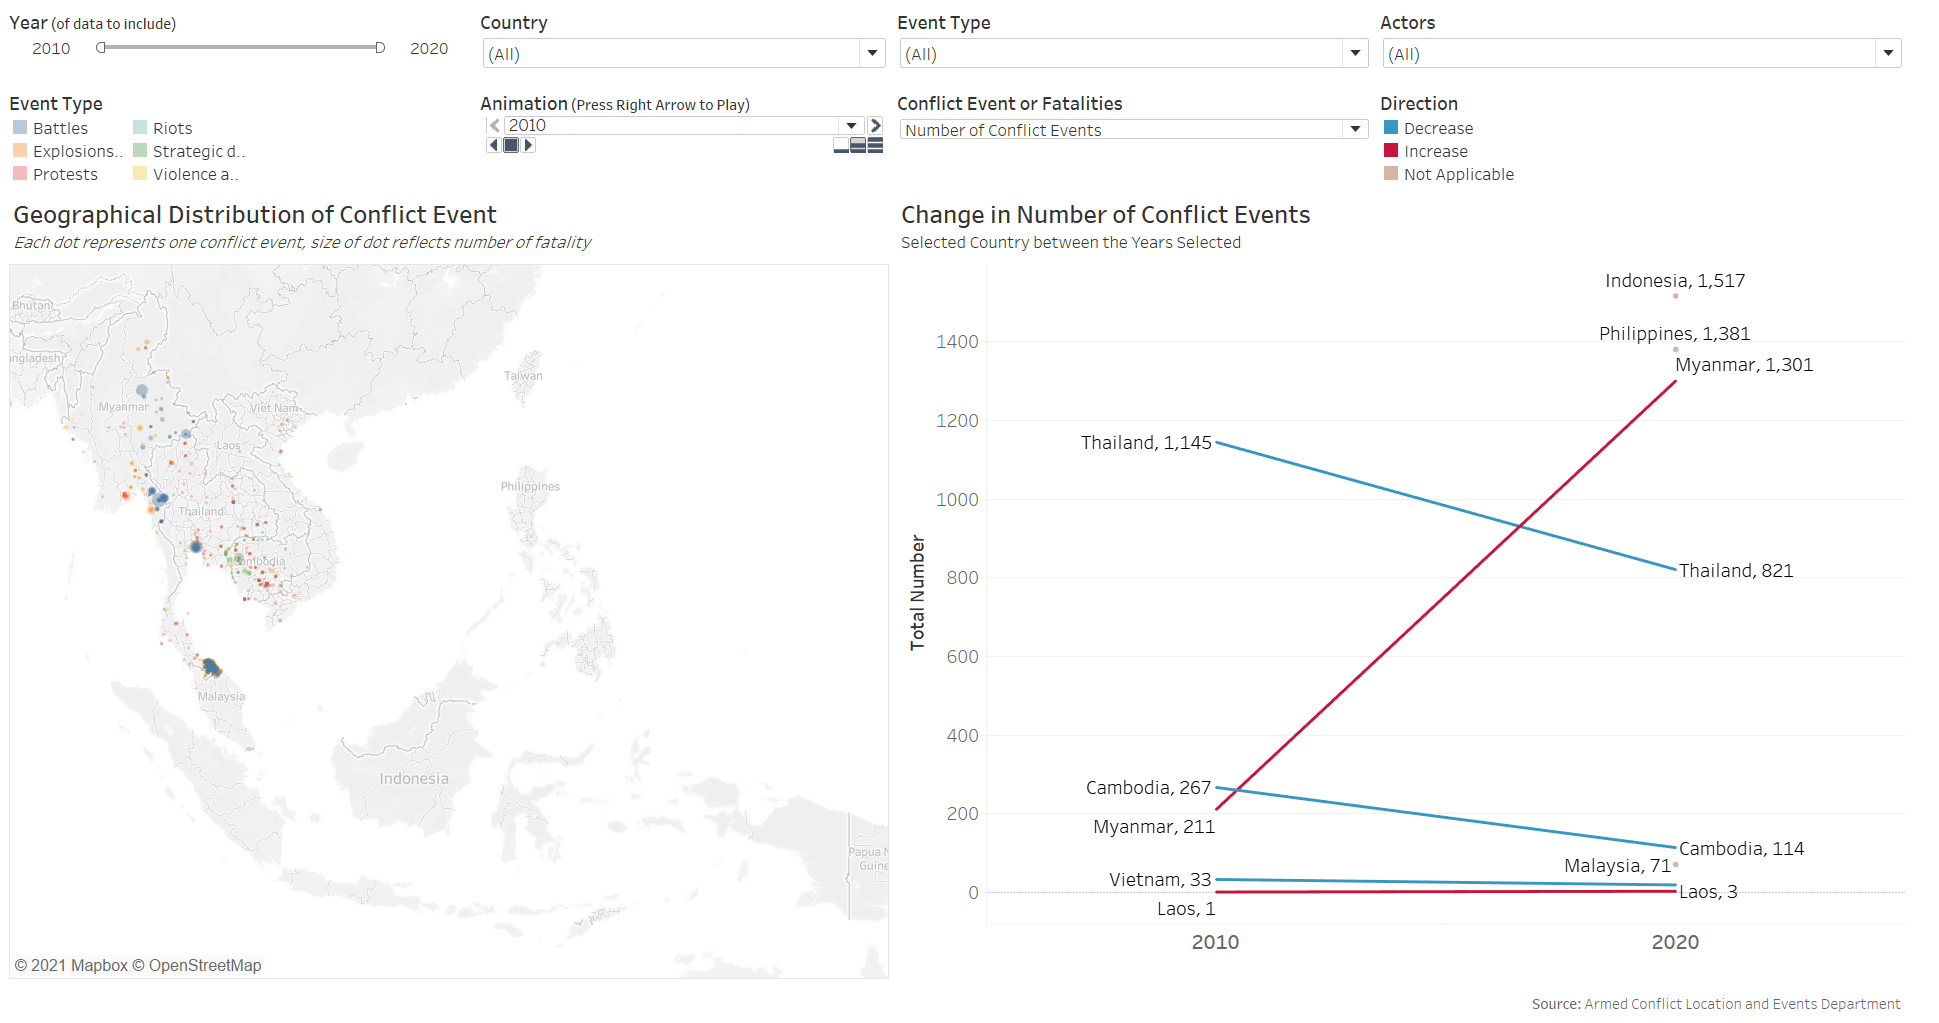 Year (of data to include)
2010
2020
Country
(All)
Event Type
(All)
Actors
(All)
Event Type
Battles
Riots
Explosions..
Strategic d..
Protests
Violence a..
Animation (Press Right Arrow to Play)
2010
Conflict Event or Fatalities
Number of Conflict Events
Direction
Decrease
Increase
Not Applicable
Geographical Distribution of Conflict Event
Each dot represents one conflict event, size of dot reflects number of fatality
Bhutan
angladesh
Myanmar
Viet Nam
Laos
Taiwan
Thailand
Philippines
Cambodia
Malaysia
Indonesia
Papua N
Guine
© 2021 Mapbox © OpenStreetMap
Change in Number of Conflict Events
Selected Country between the Years Selected
Total Number
1400
1200
1000
800
600
400
200
0
Indonesia, 1,517
Philippines, 1,381
Myanmar, 1,301
Thailand, 1,145
Thailand, 821
Cambodia, 267
Myanmar, 211
Cambodia, 114
Malaysia, 71
Vietnam, 33
Laos, 3
Laos, 1
2010
2020
Source: Armed Conflict Location and Events Department